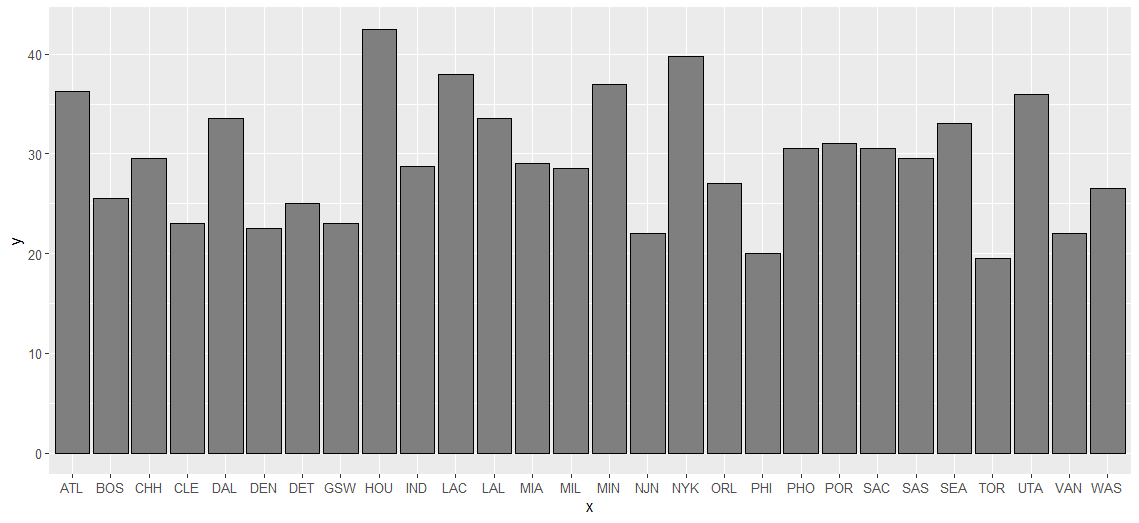 40
30
20
10
0
y
ATL BOS CHH CLE DAL DEN DET GSW HOU IND LAC LAL MIA MIL MIN NJN NYK ORL PHI PHO POR SAC SAS SEA TOR UTA VAN WAS
x